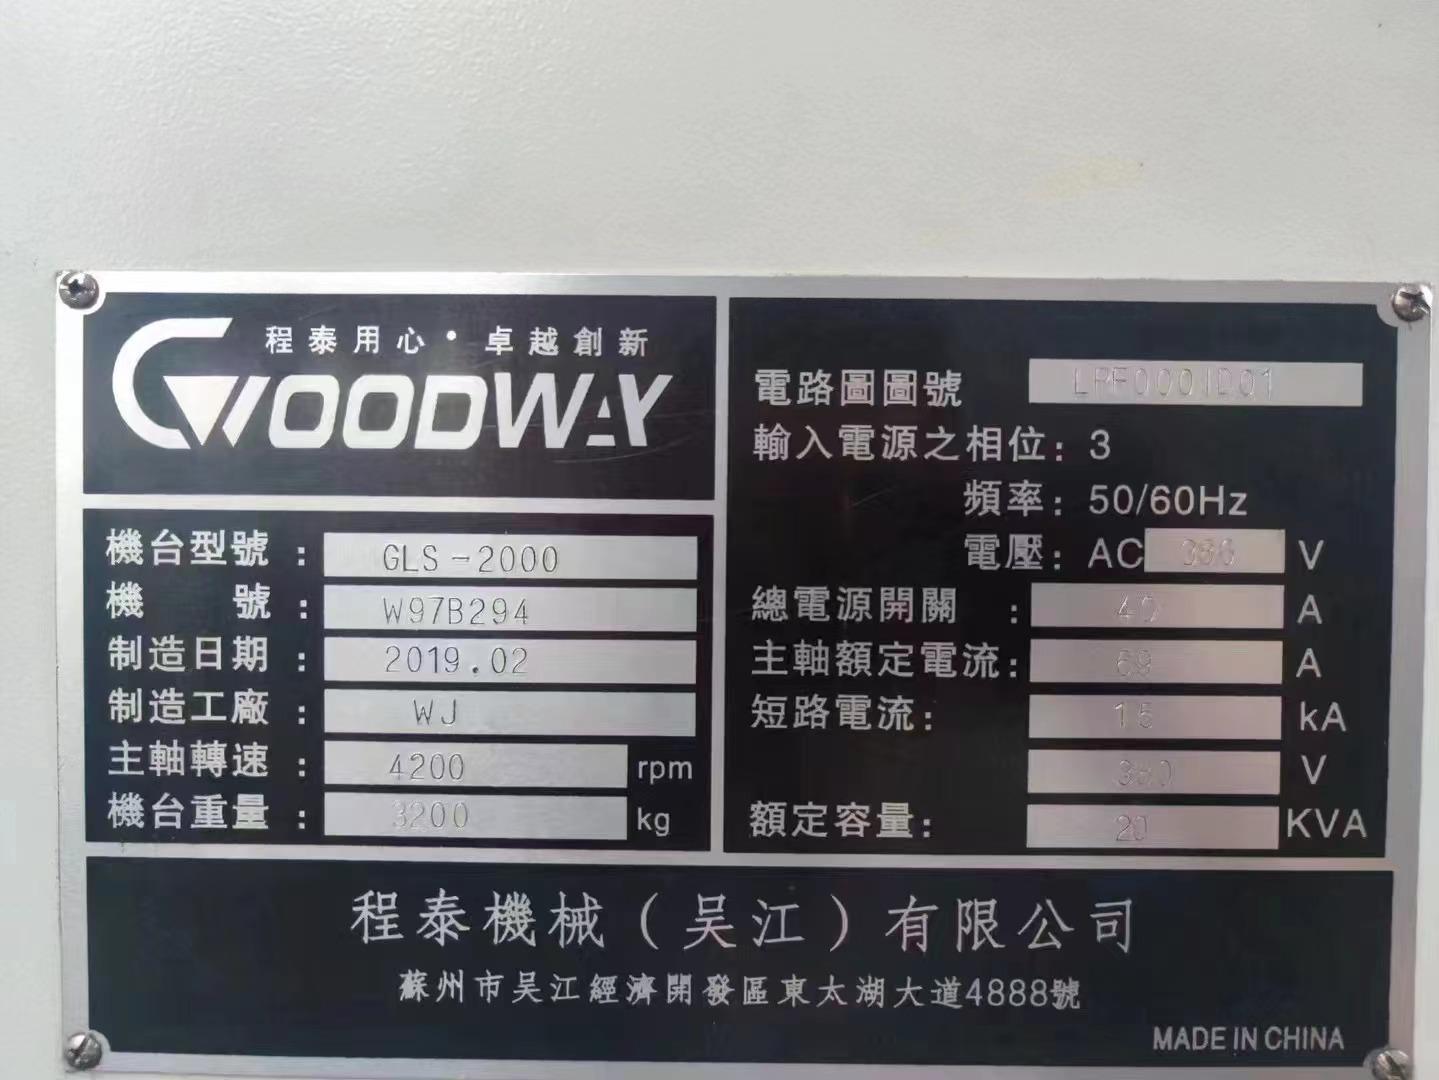 程泰用心·卓越創新
GOODWAY
機台型號：GLS-2000
機號：W97B294
制造日期：2019.02
制造工廠：WJ
主軸轉速：4200 rpm
機台重量：3200 kg
電路圖圖號
輸入電源之相位：3
頻率：50/60Hz
電壓：AC 380 V
總電源開關：40 A
主軸額定電流： A
短路電流：15 kA
380 V
額定容量：20 KVA
程泰機械（吴江）有限公司
蘇州市吴江經濟開發區東太湖大道4888號
MADE IN CHINA